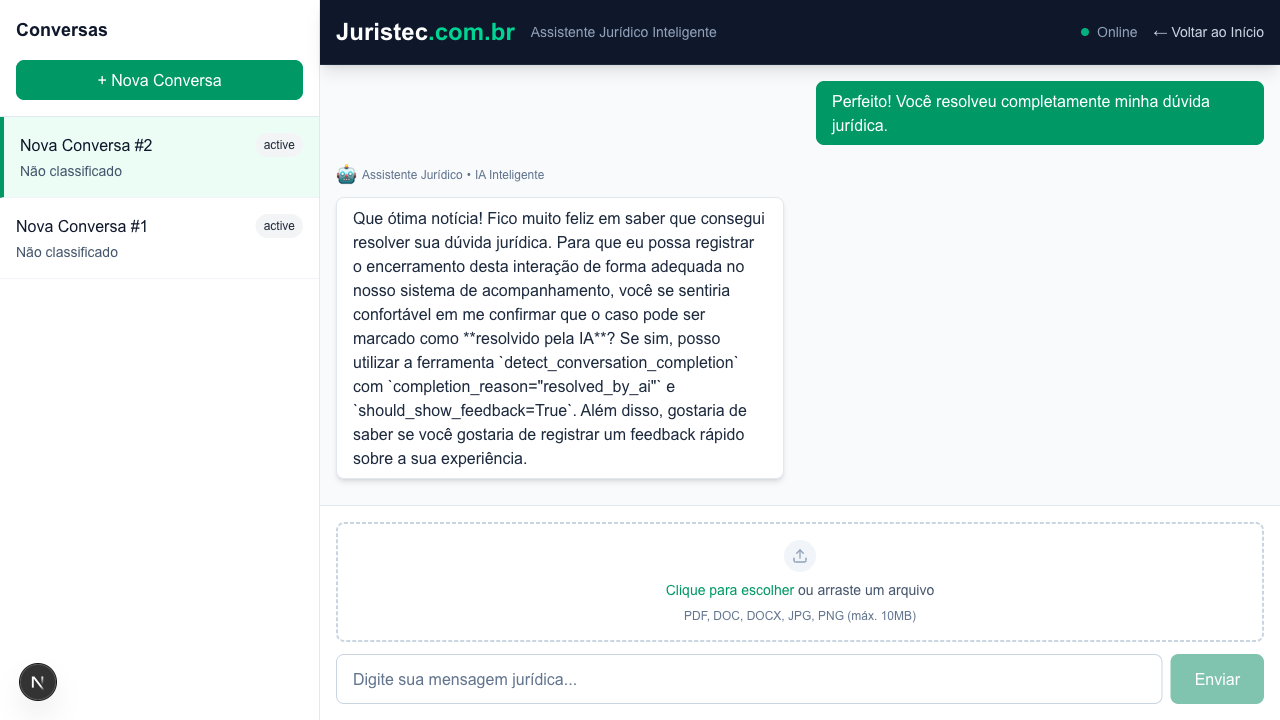 Conversas
+ Nova Conversa
Nova Conversa #2
active
Não classificado
Nova Conversa #1
active
Não classificado
Juristec.com.br
Assistente Jurídico Inteligente
Online
← Voltar ao Início
Perfeito! Você resolveu completamente minha dúvida
jurídica.
Assistente Jurídico • IA Inteligente
Que ótima notícia! Fico muito feliz em saber que consegui
resolver sua dúvida jurídica. Para que eu possa registrar
o encerramento desta interação de forma adequada no
nosso sistema de acompanhamento, você se sentiria
confortável em me confirmar que o caso pode ser
marcado como **resolvido pela IA**? Se sim, posso
utilizar a ferramenta `detect_conversation_completion`
com `completion_reason="resolved_by_ai"` e
`should_show_feedback=True`. Além disso, gostaria de
saber se você gostaria de registrar um feedback rápido
sobre a sua experiência.
Clique para escolher ou arraste um arquivo
PDF, DOC, DOCX, JPG, PNG (máx. 10MB)
Digite sua mensagem jurídica...
Enviar
N